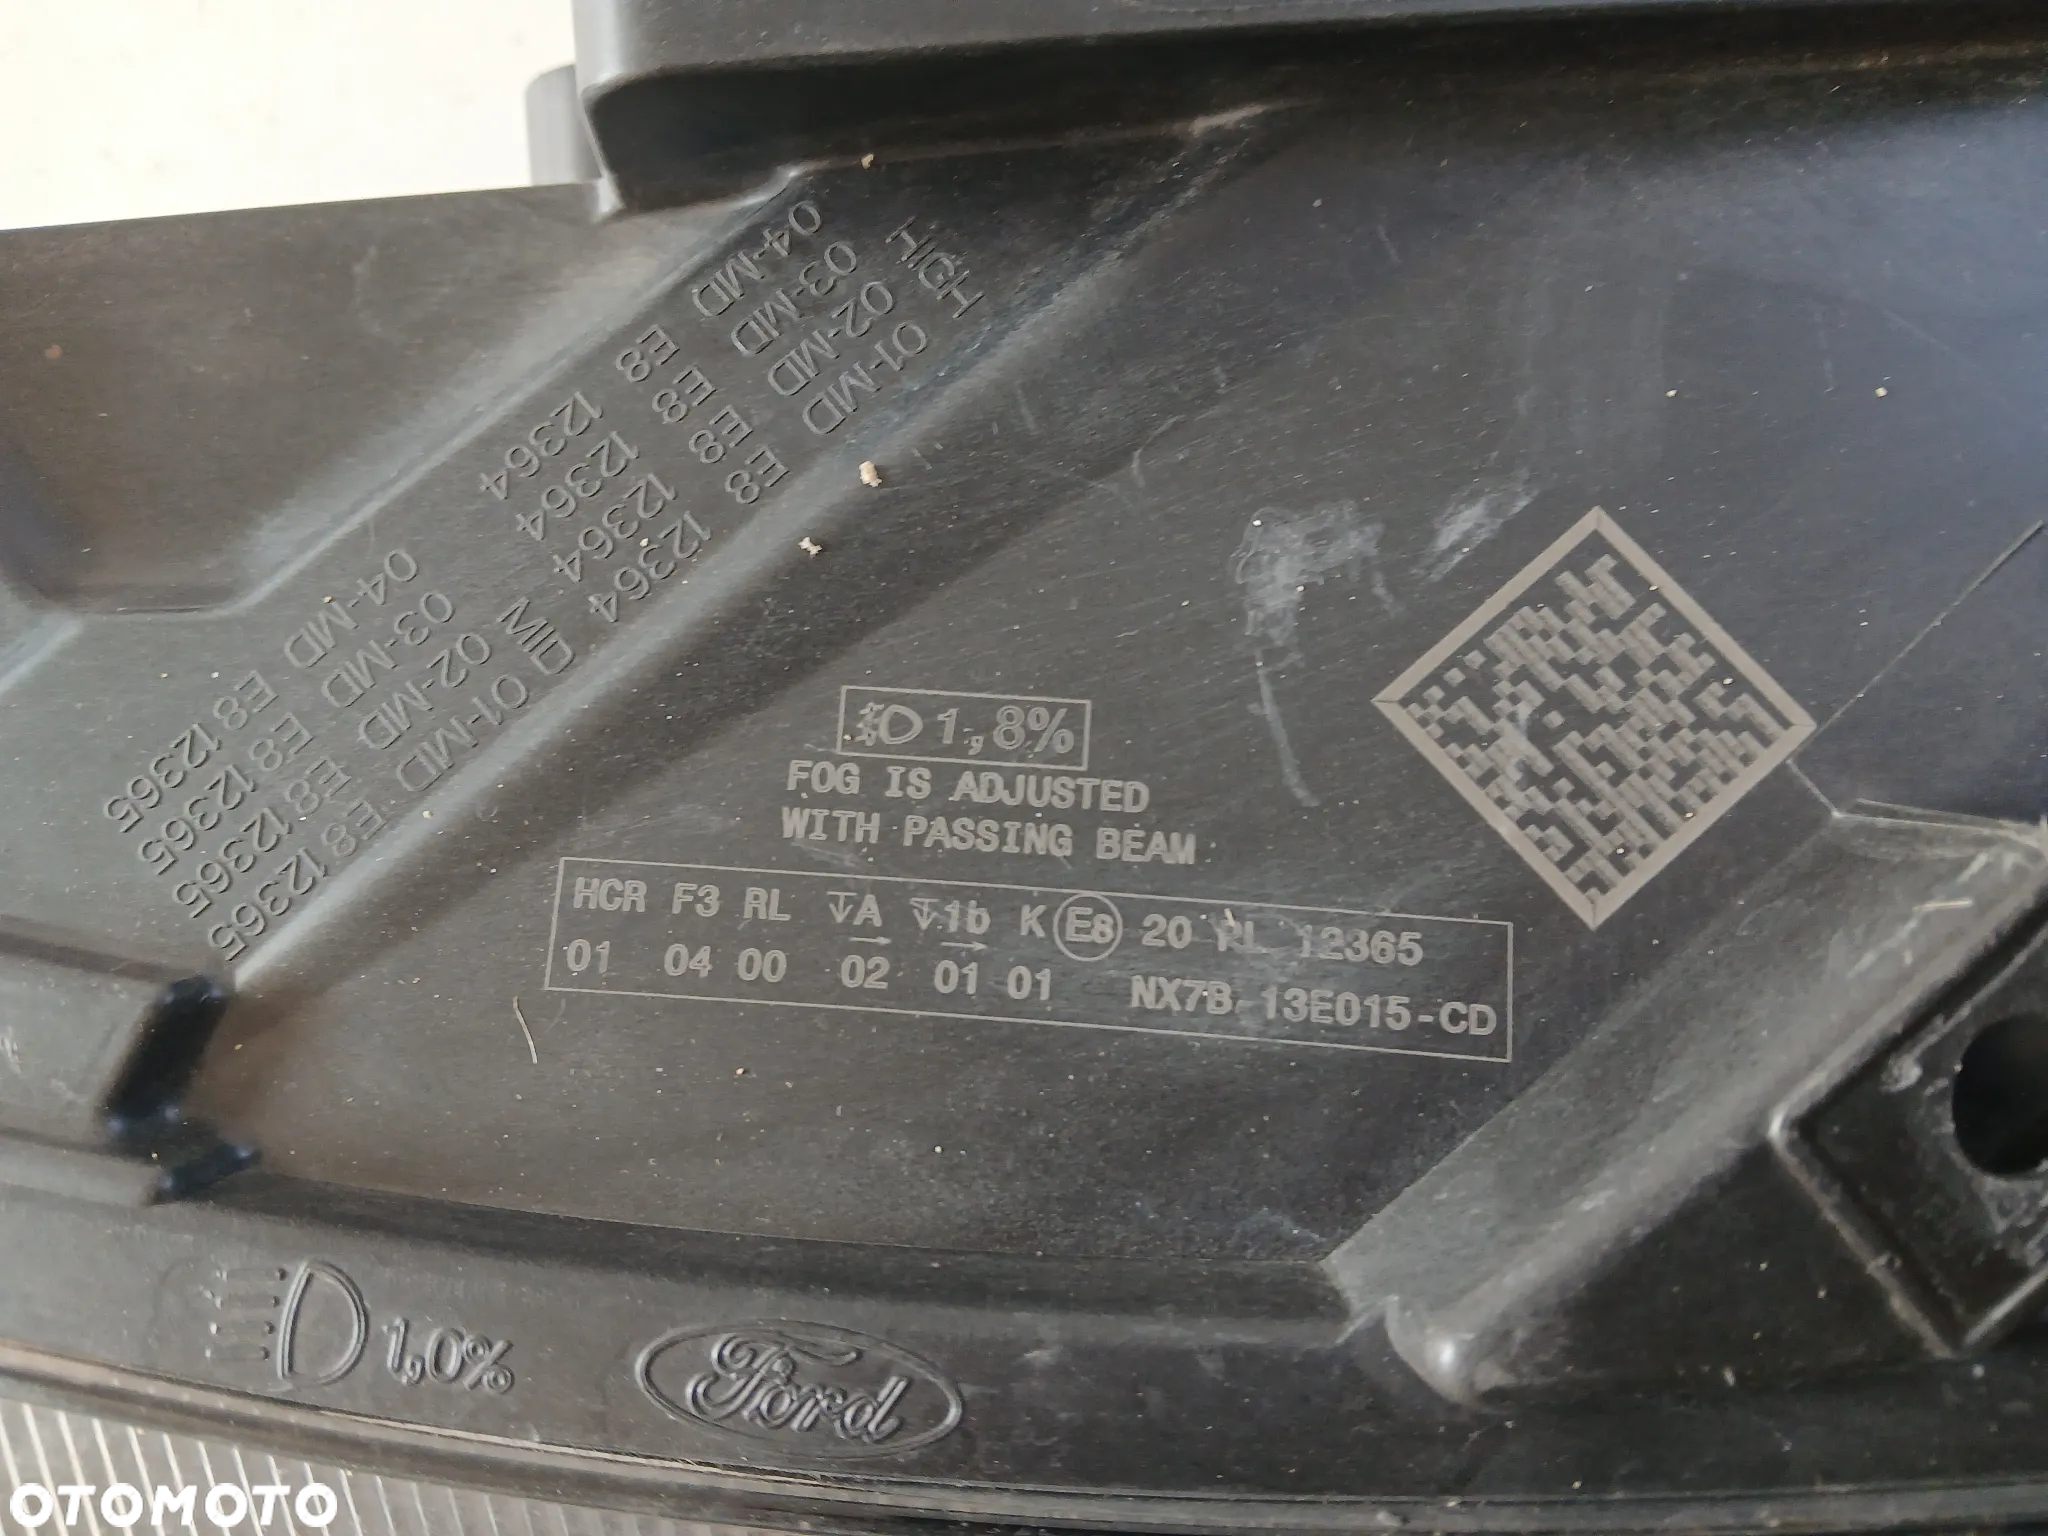 HIGH
01-MD E8 12364
02-MD E8 12364
03-MD E8 12364
04-MD E8 12364
MID
01-MD E8 12365
02-MD E8 12365
03-MD E8 12365
04-MD E8 12365
1,8%
FOG IS ADJUSTED
WITH PASSING BEAM
HCR F3 RL A 1b K E8 20 RL 12365
01 04 00 02 01 01 NX7B-13E015-CD
1,0%
Ford
OTOMOTO